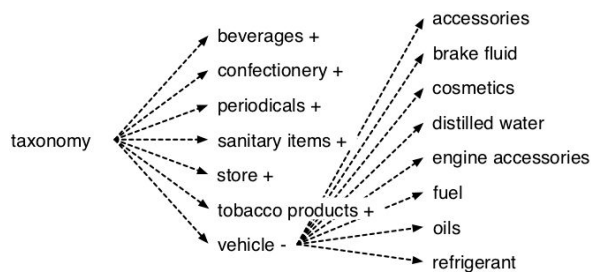 taxonomy
beverages +
confectionery +
periodicals +
sanitary items +
store +
tobacco products +
vehicle -
accessories
brake fluid
cosmetics
distilled water
engine accessories
fuel
oils
refrigerant